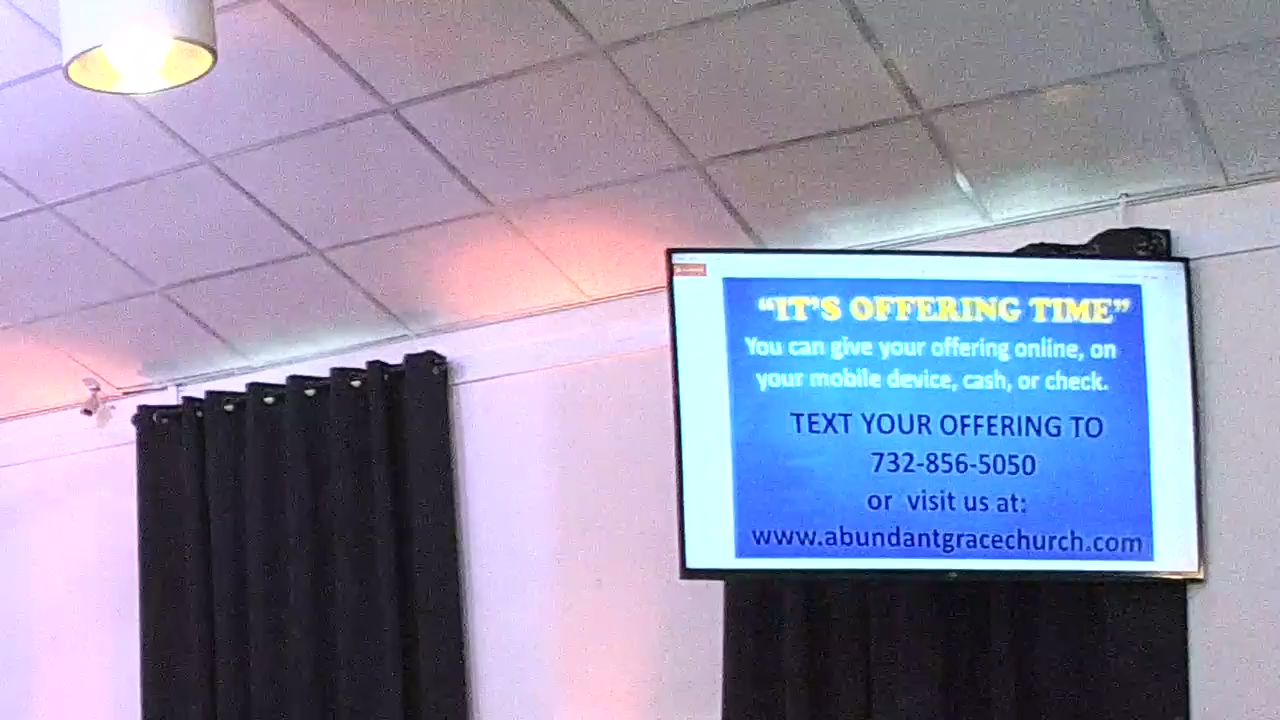 “IT’S OFFERING TIME”
You can give your offering online, on
your mobile device, cash, or check.
TEXT YOUR OFFERING TO
732-856-5050
or visit us at:
www.abundantgracechurch.com